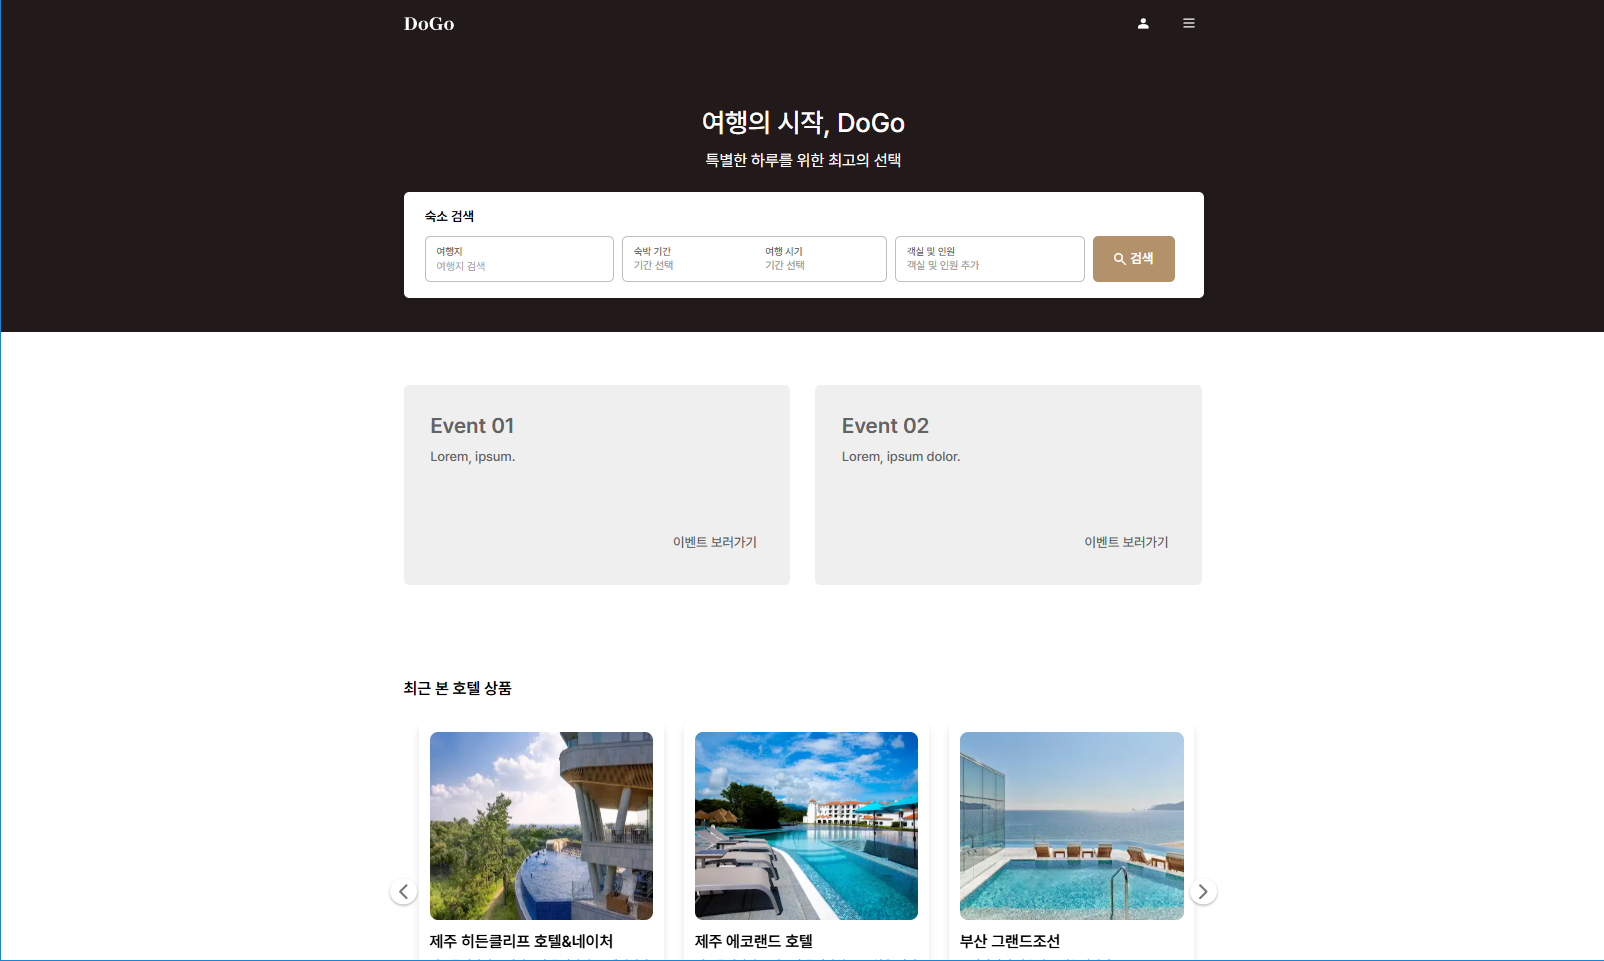 DoGo
여행의 시작, DoGo
특별한 하루를 위한 최고의 선택
숙소 검색
여행지
여행지 검색
숙박 기간
기간 선택
여행 시기
기간 선택
객실 및 인원
객실 및 인원 추가
검색
Event 01
Lorem, ipsum.
이벤트 보러가기
Event 02
Lorem, ipsum dolor.
이벤트 보러가기
최근 본 호텔 상품
제주 히든클리프 호텔&네이처
제주 에코랜드 호텔
부산 그랜드조선